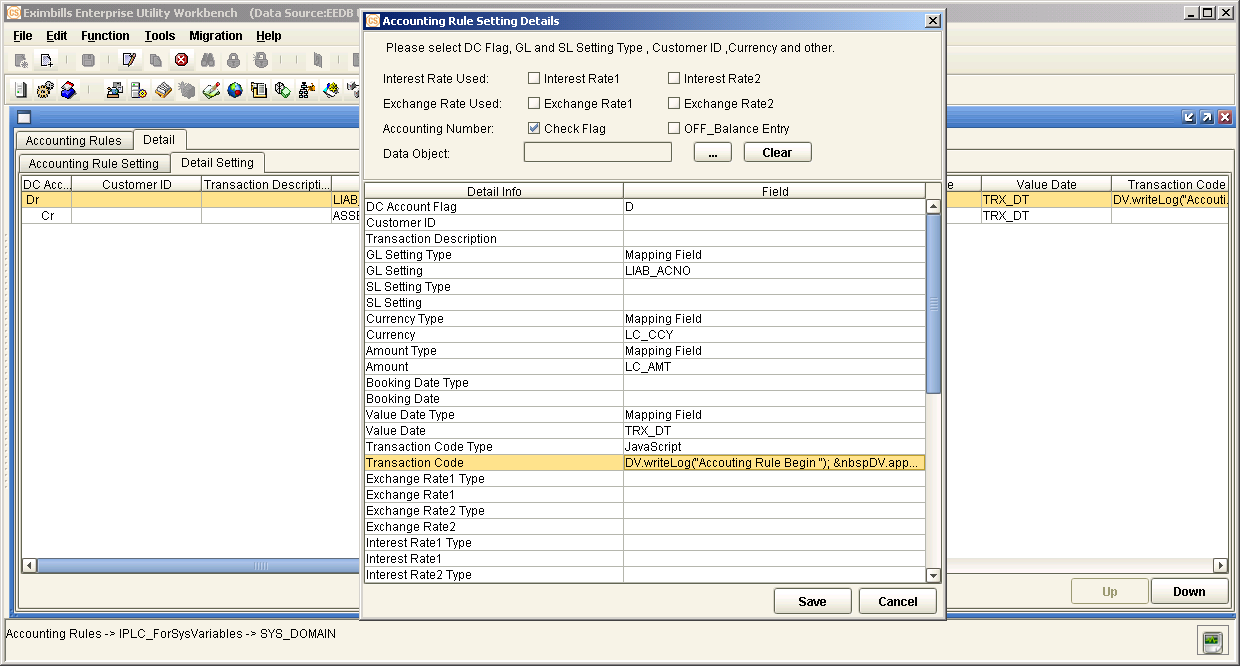 Eximbills Enterprise Utility Workbench (Data Source:EEDB
File Edit Function Tools Migration Help
Accounting Rules Detail
Accounting Rule Setting Detail Setting
DC Acc... Customer ID Transaction Descripti... Value Date Transaction Code
Dr LIAB_ TRX_DT DV.writeLog("Accouti.
Cr ASSE TRX_DT
Up Down
Accounting Rules -> IPLC_ForSysVariables -> SYS_DOMAIN
Accounting Rule Setting Details
Please select DC Flag, GL and SL Setting Type , Customer ID ,Currency and other.
Interest Rate Used: Interest Rate1 Interest Rate2
Exchange Rate Used: Exchange Rate1 Exchange Rate2
Accounting Number: Check Flag OFF_Balance Entry
Data Object: ... Clear
Detail Info Field
DC Account Flag D
Customer ID
Transaction Description
GL Setting Type Mapping Field
GL Setting LIAB_ACNO
SL Setting Type
SL Setting
Currency Type Mapping Field
Currency LC_CCY
Amount Type Mapping Field
Amount LC_AMT
Booking Date Type
Booking Date
Value Date Type Mapping Field
Value Date TRX_DT
Transaction Code Type JavaScript
Transaction Code DV.writeLog("Accouting Rule Begin "); &nbspDV.app...
Exchange Rate1 Type
Exchange Rate1
Exchange Rate2 Type
Exchange Rate2
Interest Rate1 Type
Interest Rate1
Interest Rate2 Type
Save Cancel